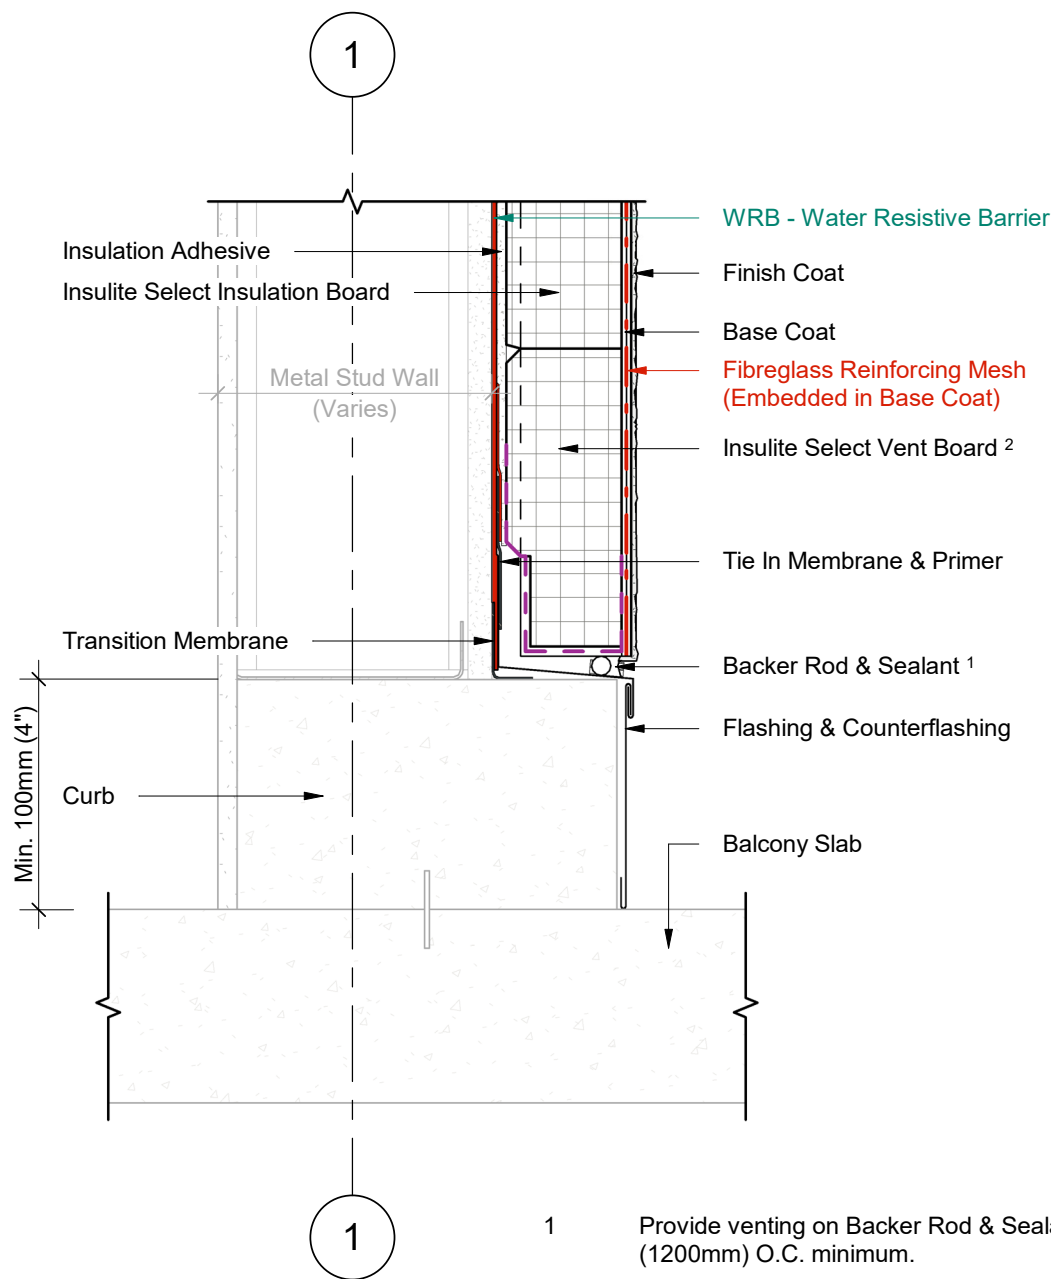 1
WRB - Water Resistive Barrier
Insulation Adhesive
Finish Coat
Insulite Select Insulation Board
Base Coat
Metal Stud Wall
(Varies)
Fibreglass Reinforcing Mesh
(Embedded in Base Coat)
Insulite Select Vent Board 2
Tie In Membrane & Primer
Transition Membrane
Backer Rod & Sealant 1
Flashing & Counterflashing
Min. 100mm (4")
Curb
Balcony Slab
1
1 Provide venting on Backer Rod &
(1200mm) O.C. minimum.